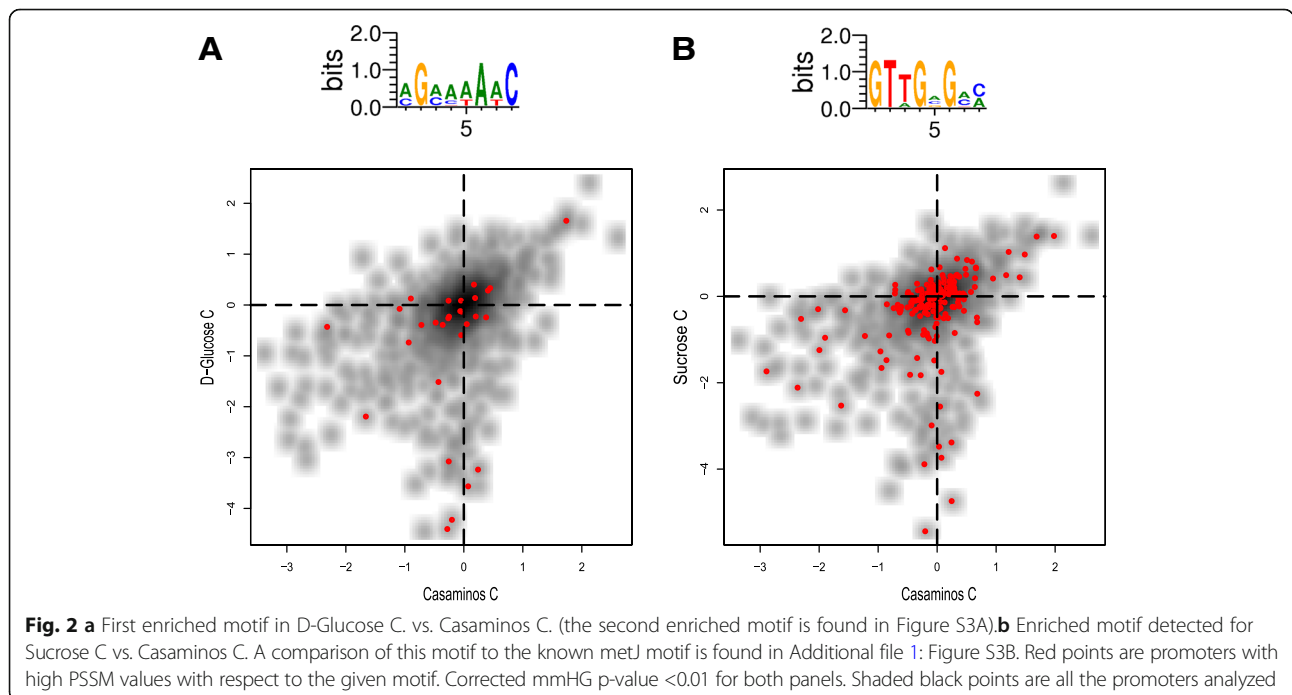 A
B
bits
2.0
1.0
0.0
5
bits
2.0
1.0
0.0
GTTG G
5
D-Glucose C
2
1
0
−1
−2
−3
−4
−3 −2 −1 0 1 2
Casaminos C
Sucrose C
2
0
−2
−4
−3 −2 −1 0 1 2
Casaminos C
Fig. 2 a First enriched motif in D-Glucose C. vs. Casaminos C. (the second enriched motif is found in Figure S3A).b Enriched motif detected for
Sucrose C vs. Casaminos C. A comparison of this motif to the known metJ motif is found in Additional file 1: Figure S3B. Red points are promoters with
high PSSM values with respect to the given motif. Corrected mmHG p-value <0.01 for both panels. Shaded black points are all the promoters analyzed